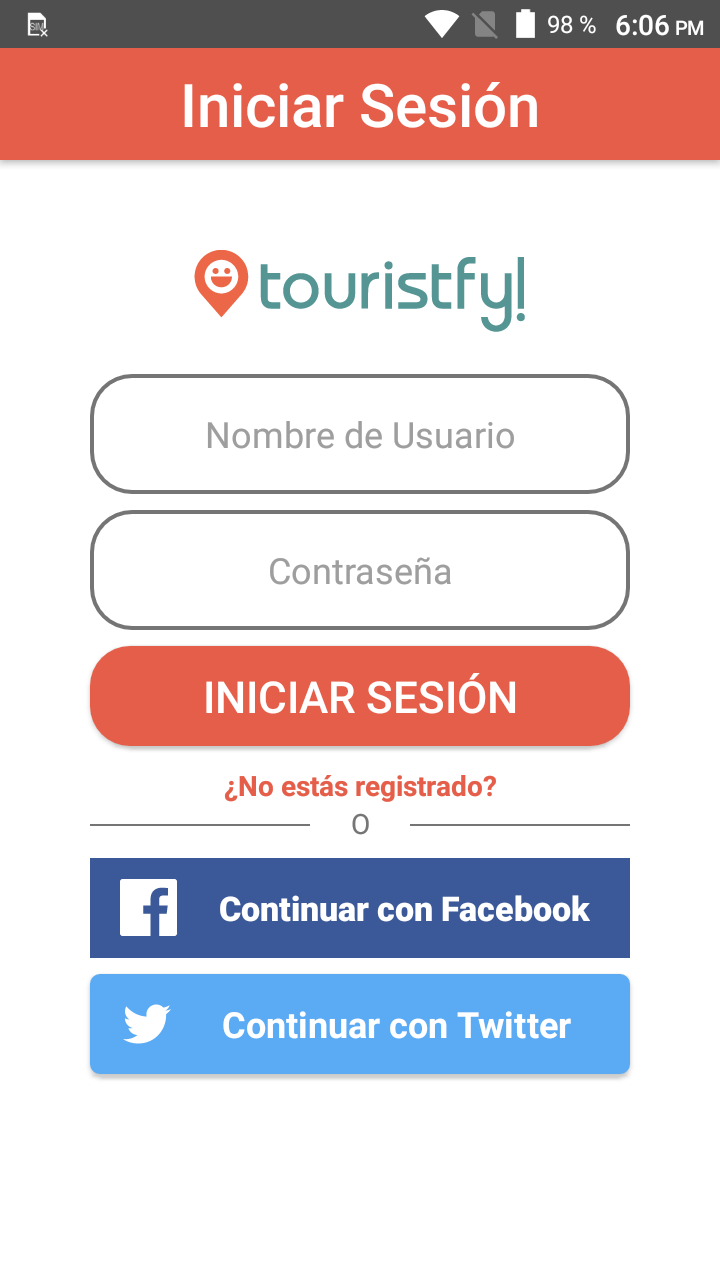 98 % 6:06 PM
Iniciar Sesión
touristfy!
Nombre de Usuario
Contraseña
INICIAR SESIÓN
¿No estás registrado?
O
Continuar con Facebook
Continuar con Twitter